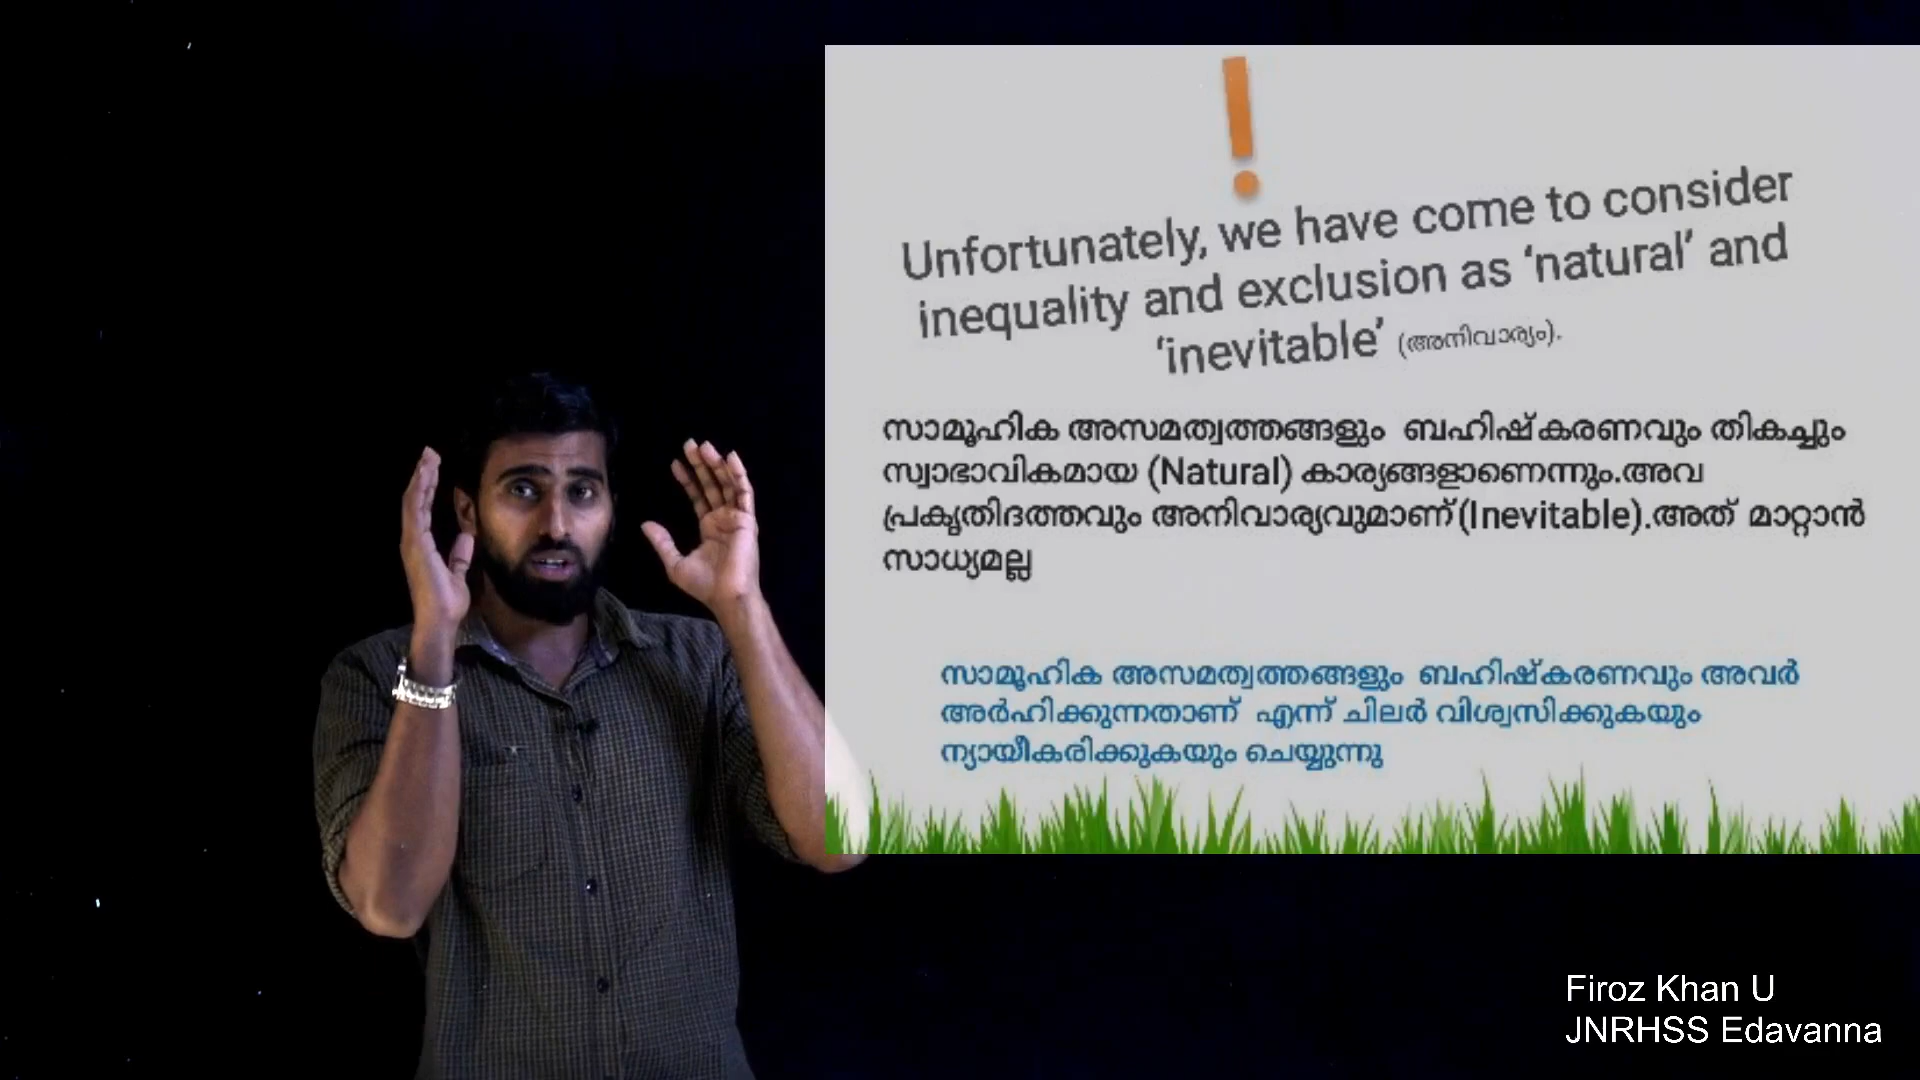 !
Unfortunately, we have come to consider
inequality and exclusion as ‘natural’ and
‘inevitable’ (അനിവാര്യം).
സാമൂഹിക അസമത്വത്തങ്ങളും ബഹിഷ്കരണവും തികച്ചും
സ്വാഭാവികമായ (Natural) കാര്യങ്ങളാണെന്നും.അവ
പ്രകൃതിദത്തവും അനിവാര്യവുമാണ്(Inevitable).അത് മാറ്റാൻ
സാധ്യമല്ല
സാമൂഹിക അസമത്വത്തങ്ങളും ബഹിഷ്കരണവും അവർ
അർഹിക്കുന്നതാണ് എന്ന് ചിലർ വിശ്വസിക്കുകയും
ന്യായീകരിക്കുകയും ചെയ്യുന്നു
Firoz Khan U
JNRHSS Edavanna